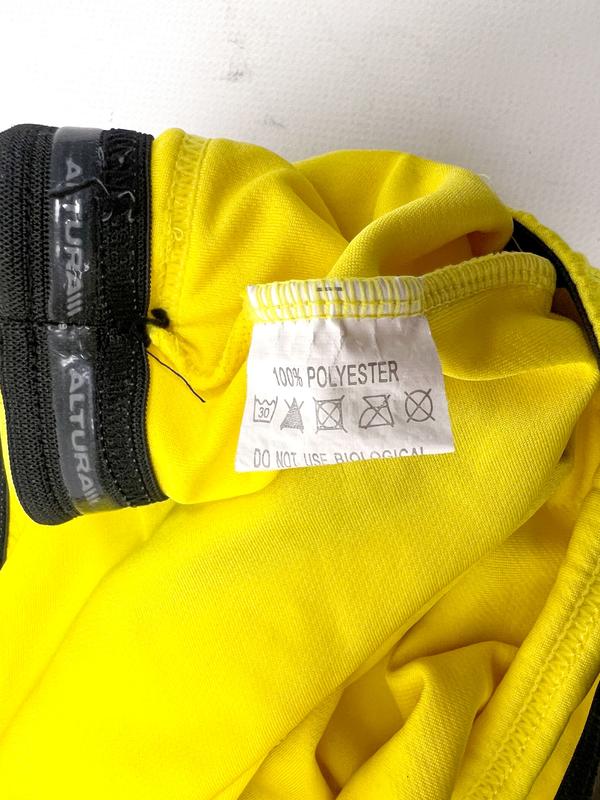 ALTURA
ALTURA
100% POLYESTER
30
DO NOT USE BIOLOGICAL